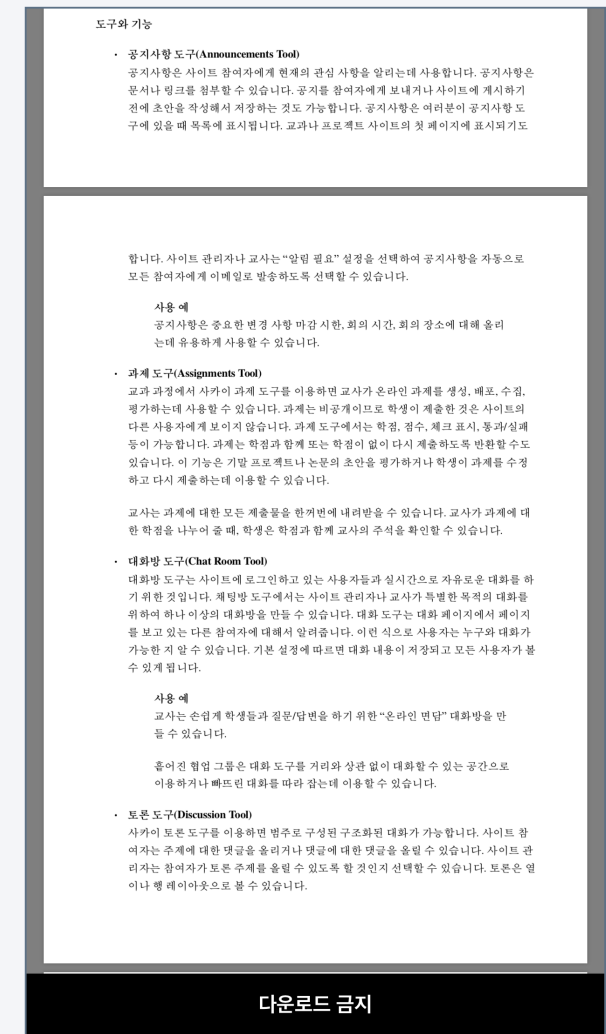 도구와 기능
• 공지사항 도구(Announcements Tool)
공지사항은 사이트 참여자에게 현재의 관심 사항을 알리는데 사용합니다. 공지사항은
문서나 링크를 첨부할 수 있습니다. 공지를 참여자에게 보내거나 사이트에 게시하기
전에 초안을 작성해서 저장하는 것도 가능합니다. 공지사항은 여러분이 공지사항 도
구에 있을 때 목록에 표시됩니다. 교과나 프로젝트 사이트의 첫 페이지에 표시되기도
합니다. 사이트 관리자나 교사는 “알림 필요” 설정을 선택하여 공지사항을 자동으로
모든 참여자에게 이메일로 발송하도록 선택할 수 있습니다.
사용 예
공지사항은 중요한 변경 사항 마감 시한, 회의 시간, 회의 장소에 대해 올리
는데 유용하게 사용할 수 있습니다.
• 과제 도구(Assignments Tool)
교과 과정에서 사카이 과제 도구를 이용하면 교사가 온라인 과제를 생성, 배포, 수집,
평가하는데 사용할 수 있습니다. 과제는 비공개이므로 학생이 제출한 것은 사이트의
다른 사용자에게 보이지 않습니다. 과제 도구에서는 학점, 점수, 체크 표시, 통과/실패
등이 가능합니다. 과제는 학점과 함께 또는 학점이 없이 다시 제출하도록 반환할 수도
있습니다. 이 기능은 기말 프로젝트나 논문의 초안을 평가하거나 학생이 과제를 수정
하고 다시 제출하는데 이용할 수 있습니다.
교사는 과제에 대한 모든 제출물을 한꺼번에 내려받을 수 있습니다. 교사가 과제에 대
한 학점을 나누어 줄 때, 학생은 학점과 함께 교사의 주석을 확인할 수 있습니다.
• 대화방 도구(Chat Room Tool)
대화방 도구는 사이트에 로그인하고 있는 사용자들과 실시간으로 자유로운 대화를 하
기 위한 것입니다. 채팅방 도구에서는 사이트 관리자나 교사가 특별한 목적의 대화를
위하여 하나 이상의 대화방을 만들 수 있습니다. 대화 도구는 대화 페이지에서 페이지
를 보고 있는 다른 참여자에 대해서 알려줍니다. 이런 식으로 사용자는 누구와 대화가
가능한 지 알 수 있습니다. 기본 설정에 따르면 대화 내용이 저장되고 모든 사용자가 볼
수 있게 됩니다.
사용 예
교사는 손쉽게 학생들과 질문/답변을 하기 위한 “온라인 면담” 대화방을 만
들 수 있습니다.
흩어진 협업 그룹은 대화 도구를 거리와 상관 없이 대화할 수 있는 공간으로
이용하거나 빠뜨린 대화를 따라 잡는데 이용할 수 있습니다.
• 토론 도구(Discussion Tool)
사카이 토론 도구를 이용하면 범주로 구성된 구조화된 대화가 가능합니다. 사이트 참
여자는 주제에 대한 댓글을 올리거나 댓글에 대한 댓글을 올릴 수 있습니다. 사이트 관
리자는 참여자가 토론 주제를 올릴 수 있도록 할 것인지 선택할 수 있습니다. 토론은 열
이나 행 레이아웃으로 볼 수 있습니다.
다운로드 금지